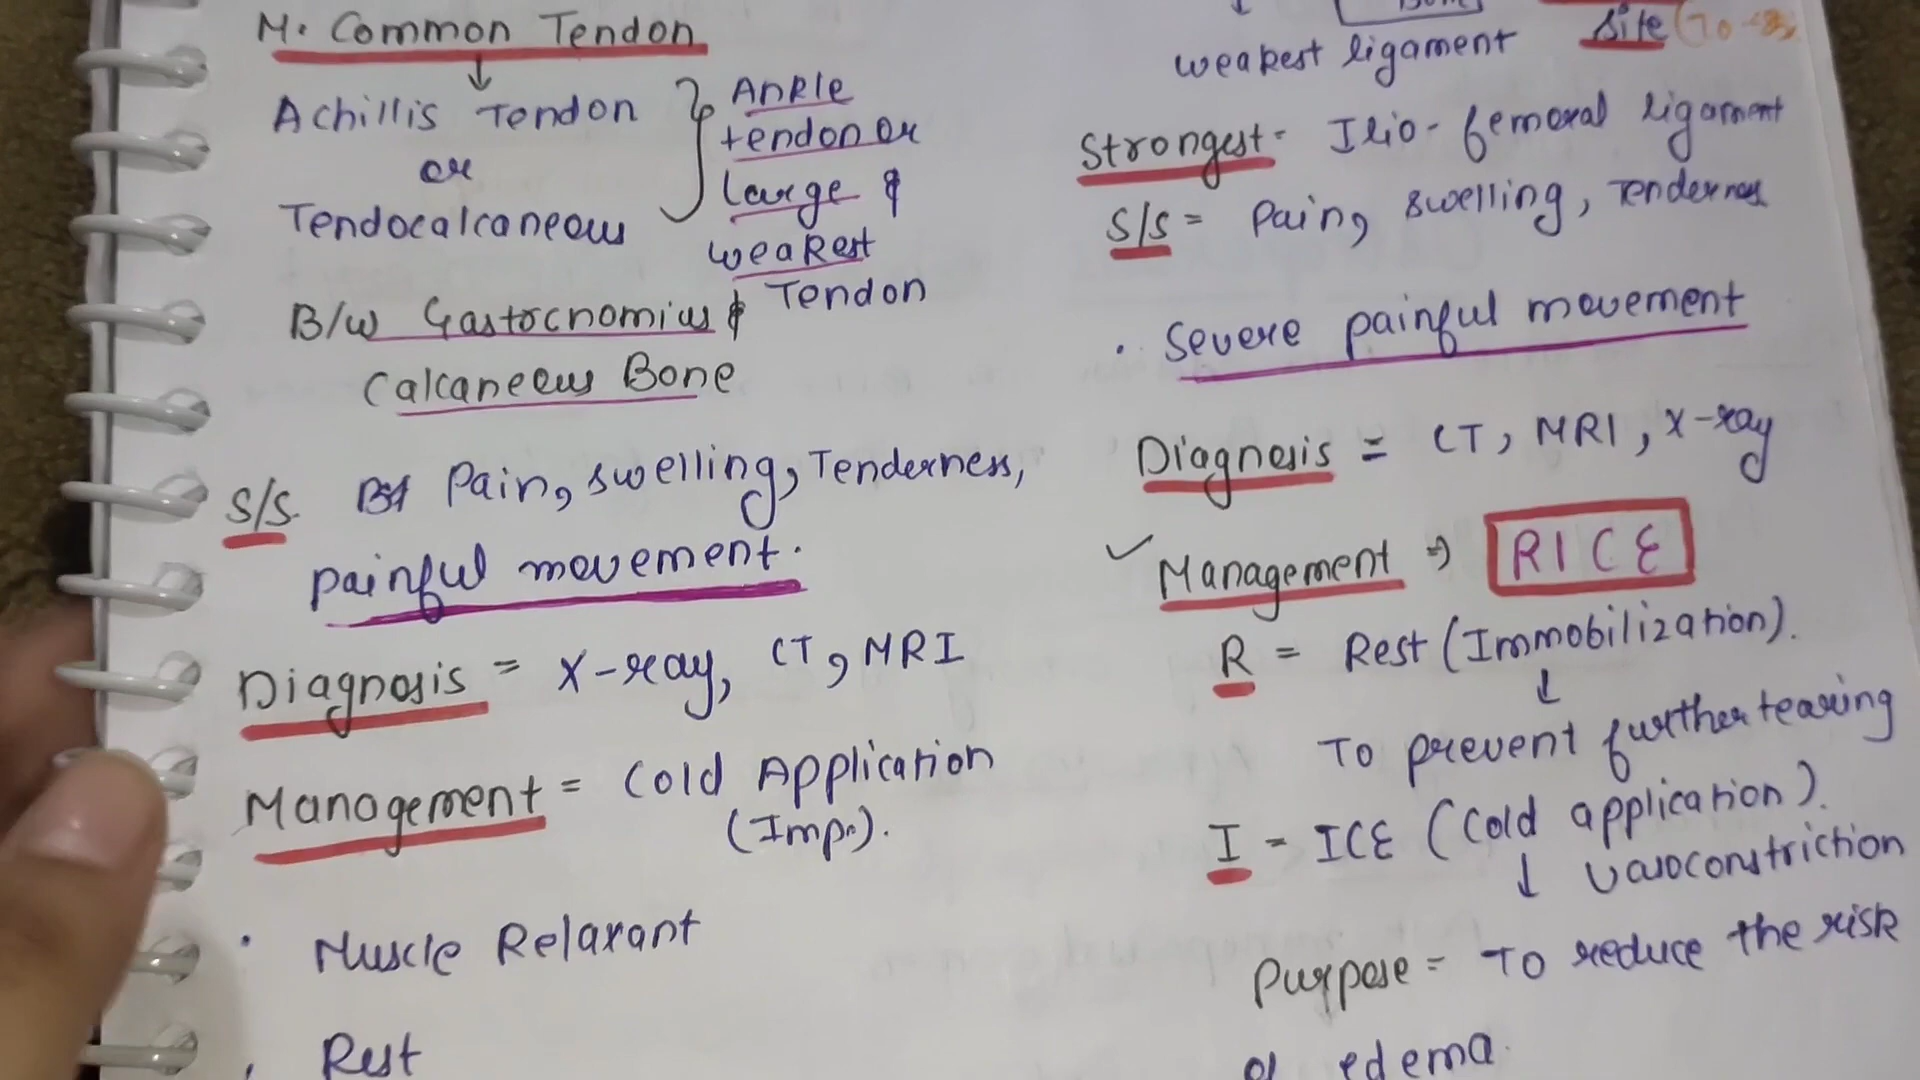 M. Common Tendon
↓
Achillis Tendon
or
Tendocalcaneous
Ankle
tendon or
Large &
weakest
Tendon
B/w Gastocnomius &
Calcaneous Bone
S/S Pain, swelling, Tenderness,
painful movement.
Diagnosis = X-ray, CT, MRI
Management = Cold Application
(Imp.).
• Muscle Relaxant
Rest
weakest ligament
site
Strongest = Ilio-femoral ligament
S/S = Pain, swelling, Tenderness
• Severe painful movement
Diagnosis = CT, MRI, X-ray
✓ Management ⇒ RICE
R = Rest (Immobilization).
↓
To prevent further tearing
I = ICE (Cold application).
↓ Vasoconstriction
Purpose = To reduce the risk
of edema.